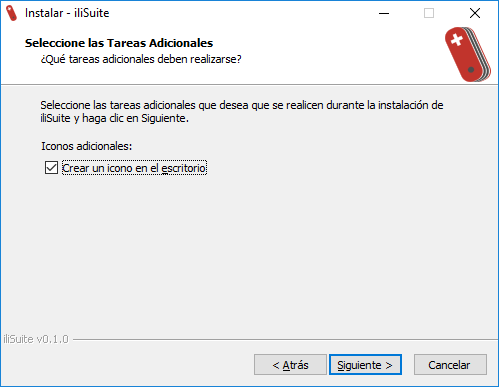 Instalar - iliSuite
Seleccione las Tareas Adicionales
¿Qué tareas adicionales deben realizarse?
Seleccione las tareas adicionales que desea que se realicen durante la instalación de
iliSuite y haga clic en Siguiente.
Iconos adicionales:
Crear un icono en el escritorio
iliSuite v0.1.0
< Atrás
Siguiente >
Cancelar